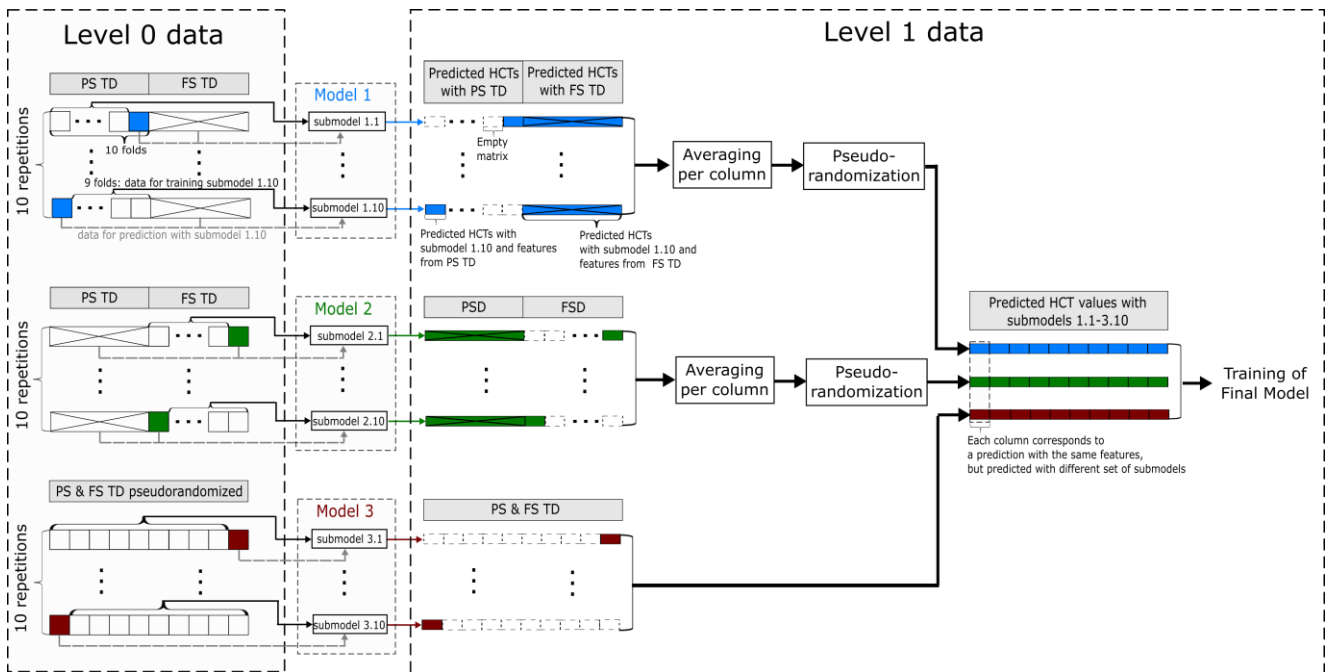 Level 0 data
Level 1 data
PS TD
FS TD
Model 1
Predicted HCTs
with PS TD
Predicted HCTs
with FS TD
10 repetitions
submodel 1.1
Empty
matrix
10 folds
9 folds: data for training submodel 1.10
submodel 1.10
data for prediction with submodel 1.10
Predicted HCTs with
submodel 1.10 and features
from PS TD
Predicted HCTs
with submodel 1.10 and
features from FS TD
Averaging
per column
Pseudo-
randomization
PS TD
FS TD
Model 2
PSD
FSD
10 repetitions
submodel 2.1
submodel 2.10
Averaging
per column
Pseudo-
randomization
Predicted HCT values with
submodels 1.1-3.10
Training of
Final Model
Each column corresponds to
a prediction with the same features,
but predicted with different set of submodels
PS & FS TD pseudorandomized
Model 3
PS & FS TD
10 repetitions
submodel 3.1
submodel 3.10